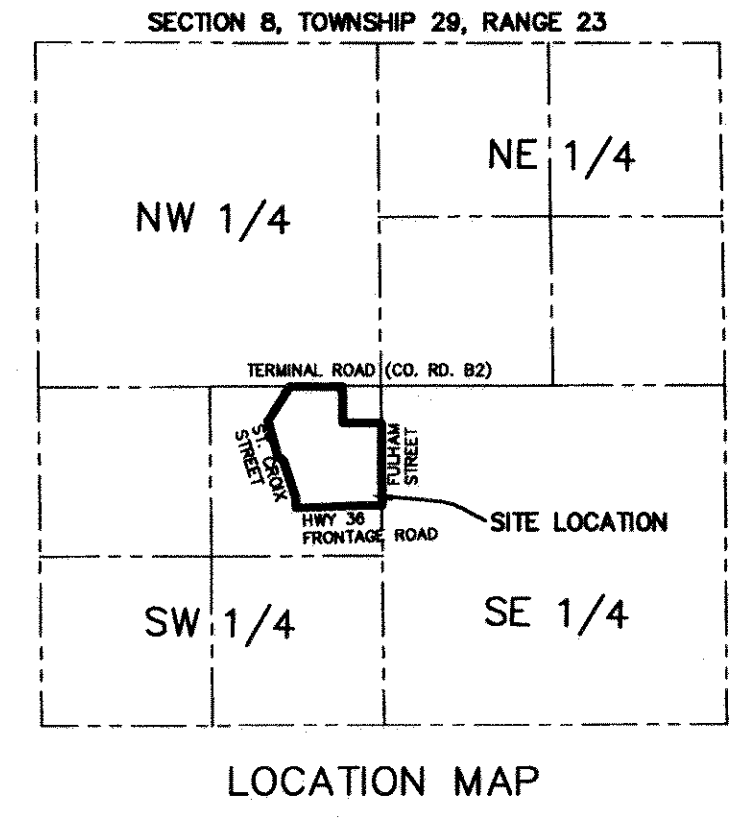 SECTION 8, TOWNSHIP 29, RANGE 23
NE 1/4
NW 1/4
TERMINAL ROAD (CO. RD. B2)
ST. CROIX
STREET
FULHAM
STREET
HWY 36
FRONTAGE ROAD
SITE LOCATION
SW 1/4
SE 1/4
LOCATION MAP